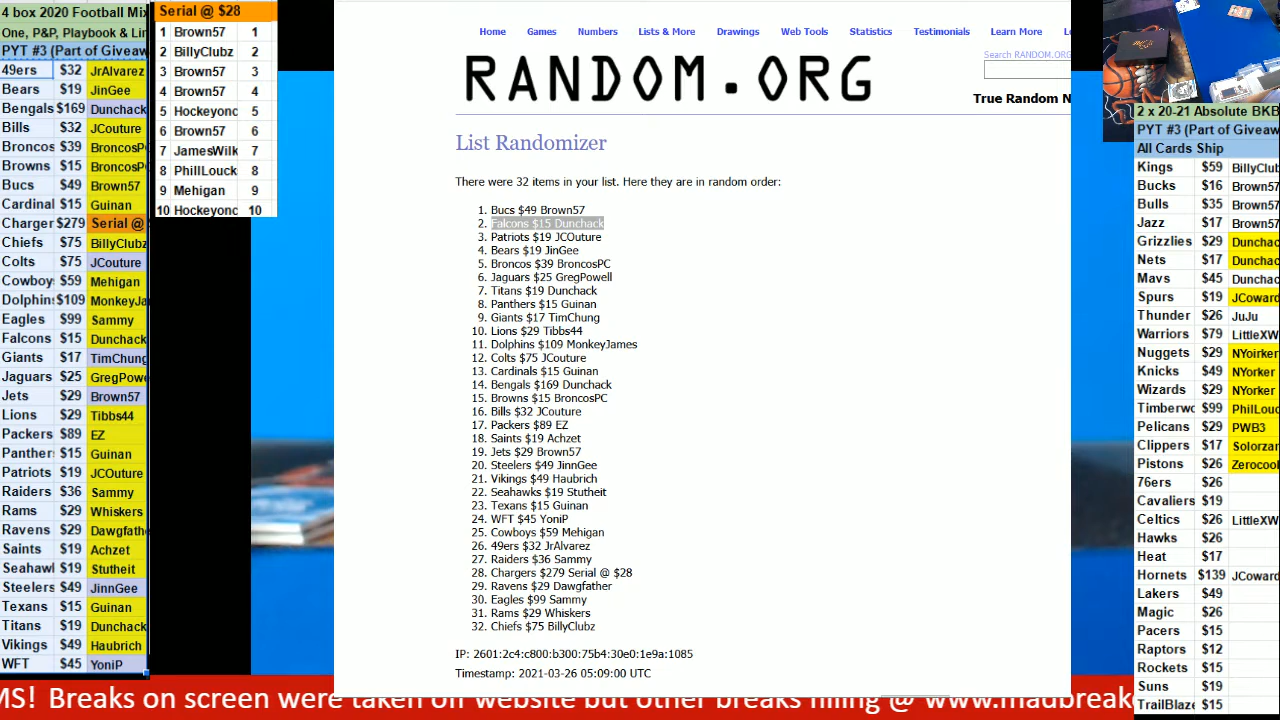 4 box 2020 Football Mix
One, P&P, Playbook & Lim
PYT #3 (Part of Giveaw
49ers $32 JrAlvarez
Bears $19 JinGee
Bengals $169 Dunchack
Bills $32 JCouture
Broncos $39 BroncosPC
Browns $15 BroncosPC
Bucs $49 Brown57
Cardinal $15 Guinan
Charger $279 Serial @
Chiefs $75 BillyClubz
Colts $75 JCouture
Cowboy $59 Mehigan
Dolphins $109 MonkeyJa
Eagles $99 Sammy
Falcons $15 Dunchack
Giants $17 TimChung
Jaguars $25 GregPowe
Jets $29 Brown57
Lions $29 Tibbs44
Packers $89 EZ
Panther $15 Guinan
Patriots $19 JCOuture
Raiders $36 Sammy
Rams $29 Whiskers
Ravens $29 Dawgfathe
Saints $19 Achzet
Seahawl $19 Stutheit
Steelers $49 JinnGee
Texans $15 Guinan
Titans $19 Dunchack
Vikings $49 Haubrich
WFT $45 YoniP
Serial @ $28
1 Brown57 1
2 BillyClubz 2
3 Brown57 3
4 Brown57 4
5 Hockeyonc 5
6 Brown57 6
7 JamesWilk 7
8 PhillLouck 8
9 Mehigan 9
10 Hockeyonc 10
Home Games Numbers Lists & More Drawings Web Tools Statistics Testimonials Learn More Lo
RANDOM.ORG
Search RANDOM.OR
True Random N
List Randomizer
There were 32 items in your list. Here they are in random order:
1. Bucs $49 Brown57
2. Falcons $15 Dunchack
3. Patriots $19 JCOuture
4. Bears $19 JinGee
5. Broncos $39 BroncosPC
6. Jaguars $25 GregPowell
7. Titans $19 Dunchack
8. Panthers $15 Guinan
9. Giants $17 TimChung
10. Lions $29 Tibbs44
11. Dolphins $109 MonkeyJames
12. Colts $75 JCouture
13. Cardinals $15 Guinan
14. Bengals $169 Dunchack
15. Browns $15 BroncosPC
16. Bills $32 JCouture
17. Packers $89 EZ
18. Saints $19 Achzet
19. Jets $29 Brown57
20. Steelers $49 JinnGee
21. Vikings $49 Haubrich
22. Seahawks $19 Stutheit
23. Texans $15 Guinan
24. WFT $45 YoniP
25. Cowboys $59 Mehigan
26. 49ers $32 JrAlvarez
27. Raiders $36 Sammy
28. Chargers $279 Serial @ $28
29. Ravens $29 Dawgfather
30. Eagles $99 Sammy
31. Rams $29 Whiskers
32. Chiefs $75 BillyClubz
IP: 2601:2c4:c800:b300:75b4:30e0:1e9a:1085
Timestamp: 2021-03-26 05:09:00 UTC
2 x 20-21 Absolute BKB
PYT #3 (Part of Giveaw
All Cards Ship
Kings $59 BillyClub
Bucks $16 Brown57
Bulls $35 Brown57
Jazz $17 Brown57
Grizzlies $29 Dunchac
Nets $17 Dunchac
Mavs $45 Dunchac
Spurs $19 JCoward
Thunder $26 JuJu
Warriors $79 LittleXW
Nuggets $29 NYoirker
Knicks $49 NYorker
Wizards $29 NYorker
Timberwo $99 PhilLouc
Pelicans $29 PWB3
Clippers $17 Solorzan
Pistons $26 Zerocool
76ers $26
Cavaliers $19
Celtics $26 LittleXW
Hawks $26
Heat $17
Hornets $139 JCoward
Lakers $49
Magic $26
Pacers $15
Raptors $12
Rockets $15
Suns $19
TrailBlaze $15
MS! Breaks on screen were taken off website but other breaks filling @ www.madbreak